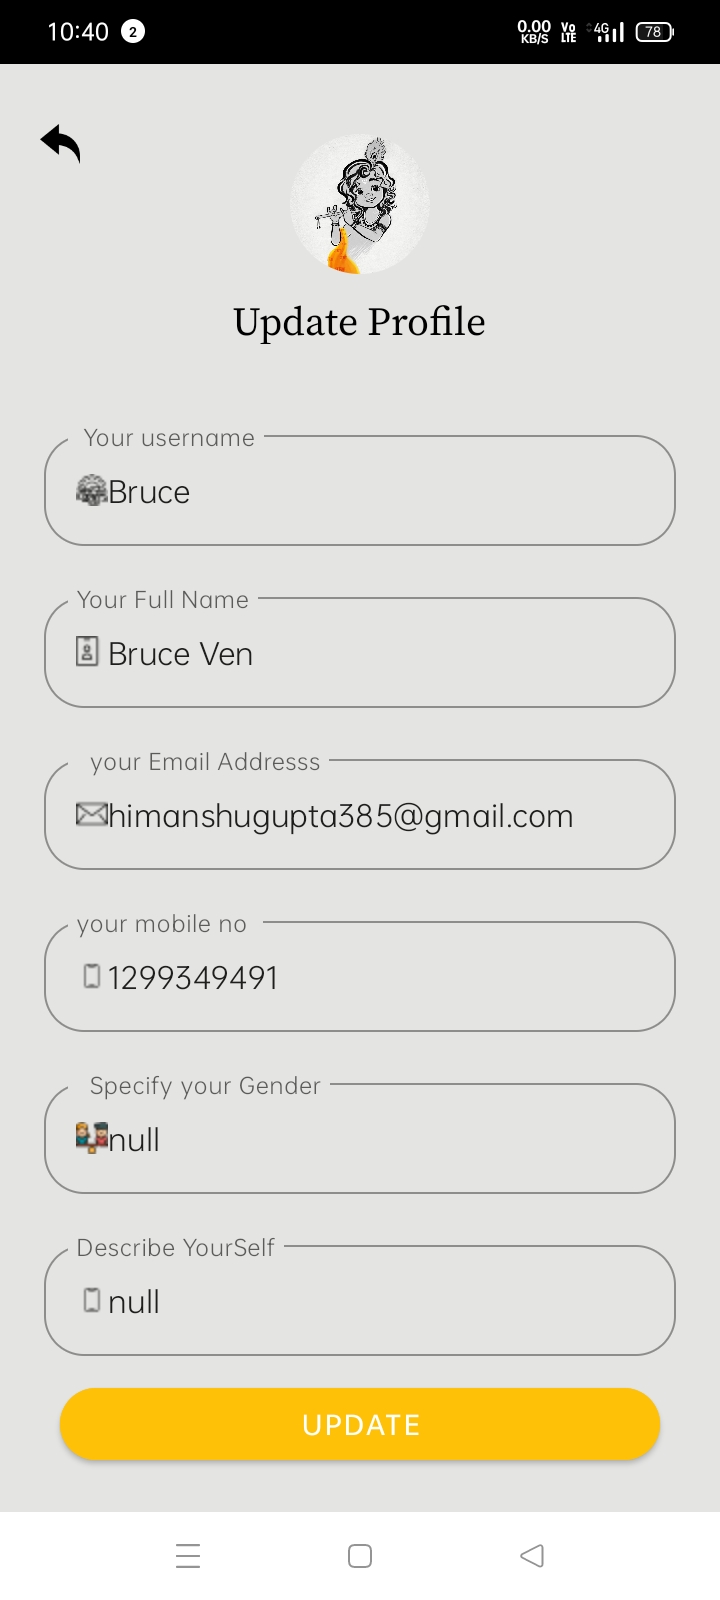 10:40 2 0.00 KB/S Vo LTE 4G 78
Update Profile
Your username
Bruce
Your Full Name
Bruce Ven
your Email Addresss
himanshugupta385@gmail.com
your mobile no
1299349491
Specify your Gender
null
Describe YourSelf
null
UPDATE